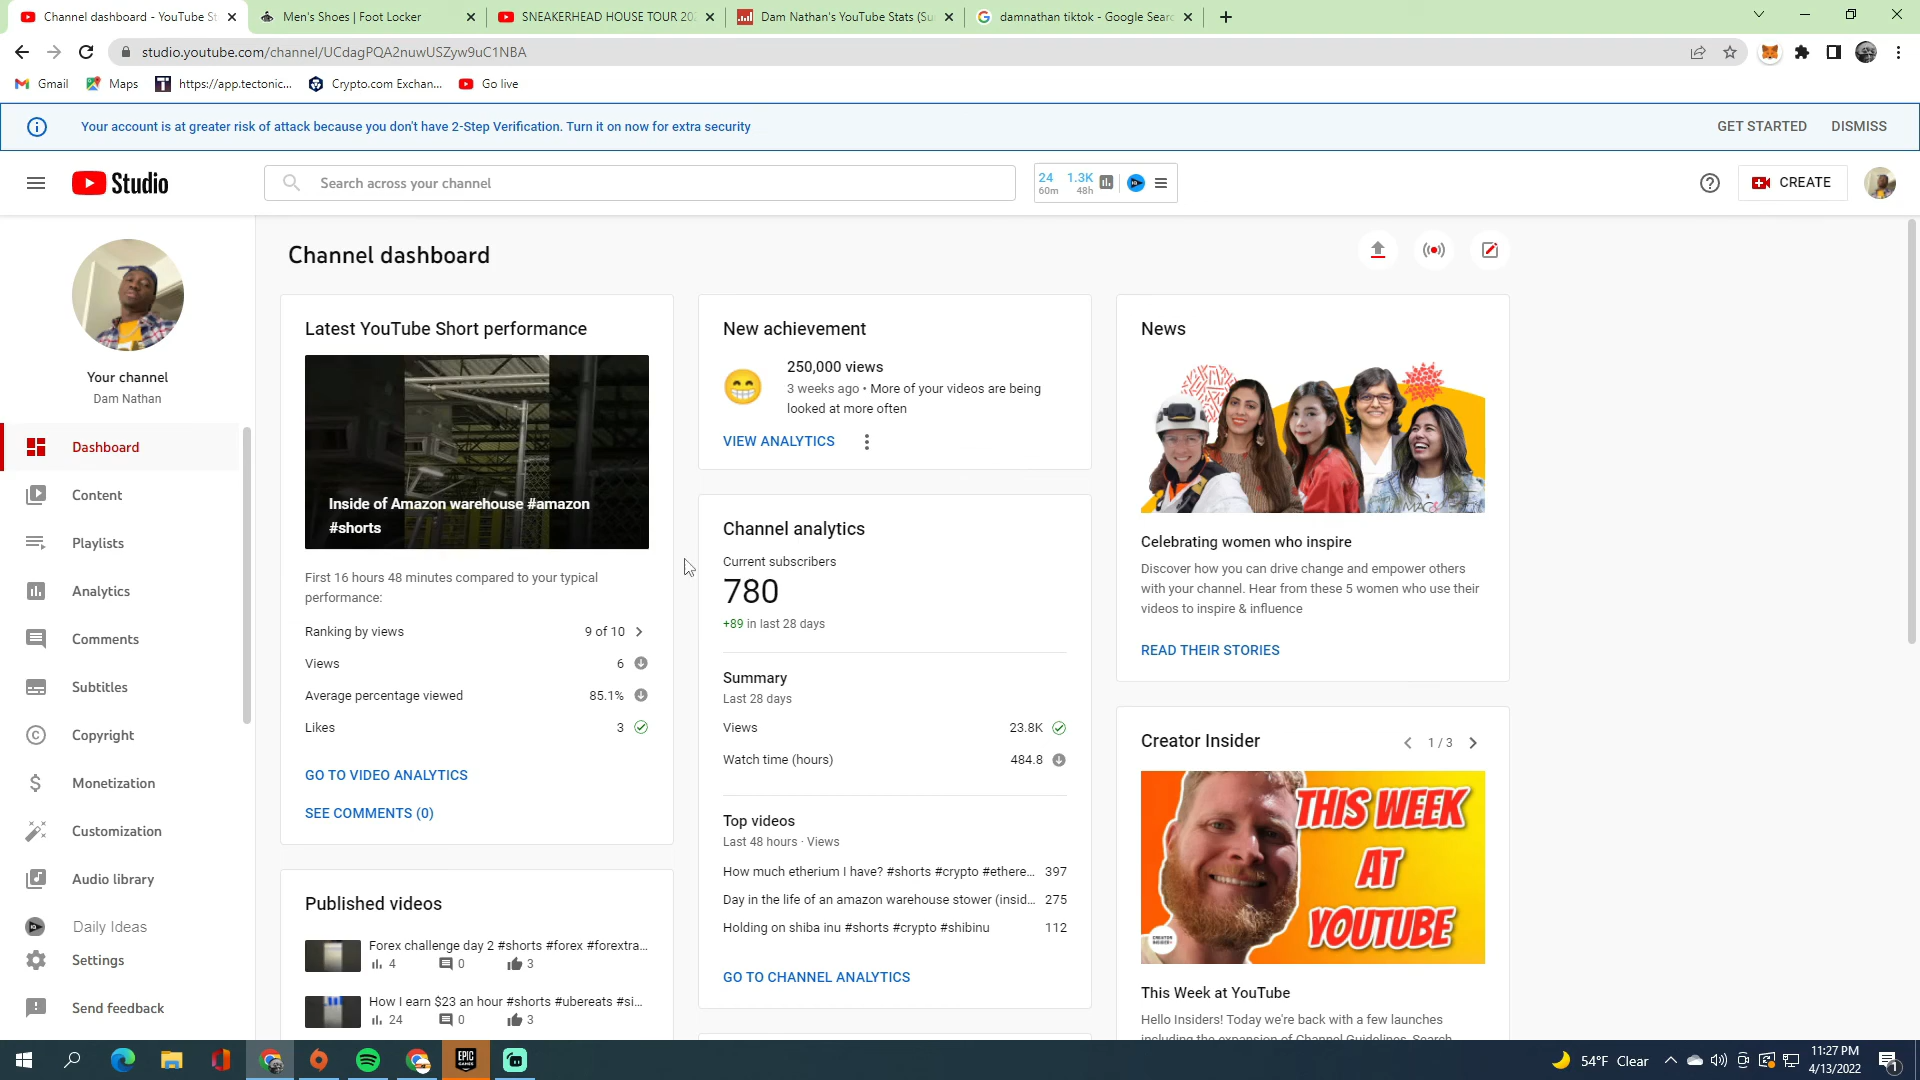 Channel dashboard - YouTube St
Men's Shoes | Foot Locker
SNEAKERHEAD HOUSE TOUR 202
Dam Nathan's YouTube Stats (Su
damnathan tiktok - Google Searc
studio.youtube.com/channel/UCdagPQA2nuwUSZyw9uC1NBA
Gmail
Maps
https://app.tectonic...
Crypto.com Exchan...
Go live
Your account is at greater risk of attack because you don't have 2-Step Verification. Turn it on now for extra security
GET STARTED
DISMISS
Studio
Search across your channel
24 1.3K
60m 48h
CREATE
Channel dashboard
Your channel
Dam Nathan
Dashboard
Content
Playlists
Analytics
Comments
Subtitles
Copyright
Monetization
Customization
Audio library
Daily Ideas
Settings
Send feedback
Latest YouTube Short performance
Inside of Amazon warehouse #amazon
#shorts
First 16 hours 48 minutes compared to your typical
performance:
Ranking by views 9 of 10
Views 6
Average percentage viewed 85.1%
Likes 3
GO TO VIDEO ANALYTICS
SEE COMMENTS (0)
Published videos
Forex challenge day 2 #shorts #forex #forextra...
4 0 3
How I earn $23 an hour #shorts #ubereats #si...
24 0 3
New achievement
250,000 views
3 weeks ago • More of your videos are being
looked at more often
VIEW ANALYTICS
Channel analytics
Current subscribers
780
+89 in last 28 days
Summary
Last 28 days
Views 23.8K
Watch time (hours) 484.8
Top videos
Last 48 hours · Views
How much etherium I have? #shorts #crypto #ethere... 397
Day in the life of an amazon warehouse stower (insid... 275
Holding on shiba inu #shorts #crypto #shibinu 112
GO TO CHANNEL ANALYTICS
News
Celebrating women who inspire
Discover how you can drive change and empower others
with your channel. Hear from these 5 women who use their
videos to inspire & influence
READ THEIR STORIES
Creator Insider
1 / 3
THIS WEEK
AT
YOUTUBE
CREATOR
INSIDER
This Week at YouTube
Hello Insiders! Today we're back with a few launches
including the expansion of Channel Guidelines, Search
EPIC
GAMES
54°F Clear
11:27 PM
4/13/2022
1